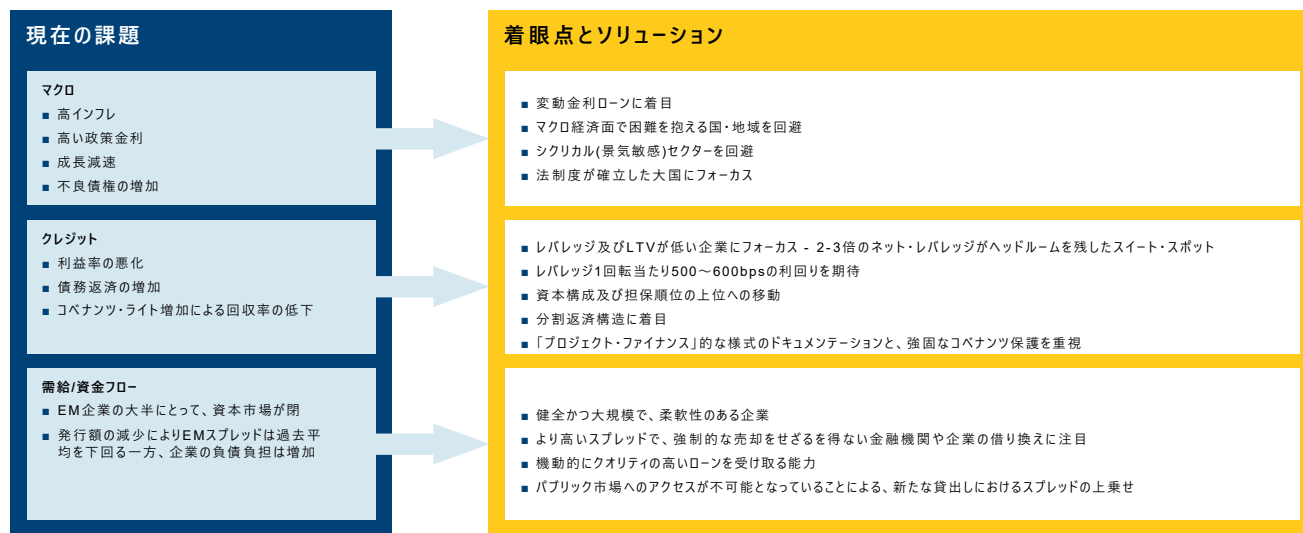 現在の課題
着眼点とソリューション
マクロ
■ 高インフレ
■ 高い政策金利
■ 成長減速
■ 不良債権の増加
■ 変動金利ローンに着目
■ マクロ経済面で困難を抱える国・地域を回避
■ シクリカル(景気敏感)セクターを回避
■ 法制度が確立した大国にフォーカス
クレジット
■ 利益率の悪化
■ 債務返済の増加
■ コベナンツ・ライト増加による回収率の低下
■ レバレッジ及びLTVが低い企業にフォーカス - 2-3倍のネット・レバレッジがヘッドルームを残したスイート・スポット
■ レバレッジ1回転当たり500～600bpsの利回りを期待
■ 資本構成及び担保順位の上位への移動
■ 分割返済構造に着目
■ 「プロジェクト・ファイナンス」的な様式のドキュメンテーションと、強固なコベナンツ保護を重視
需給/資金フロー
■ EM企業の大半にとって、資本市場が閉
■ 発行額の減少によりEMスプレッドは過去平
均を下回る一方、企業の負債負担は増加
■ 健全かつ大規模で、柔軟性のある企業
■ より高いスプレッドで、強制的な売却をせざるを得ない金融機関や企業の借り換えに注目
■ 機動的にクオリティの高いローンを受け取る能力
■ パブリック市場へのアクセスが不可能となっていることによる、新たな貸出しにおけるスプレッドの上乗せ